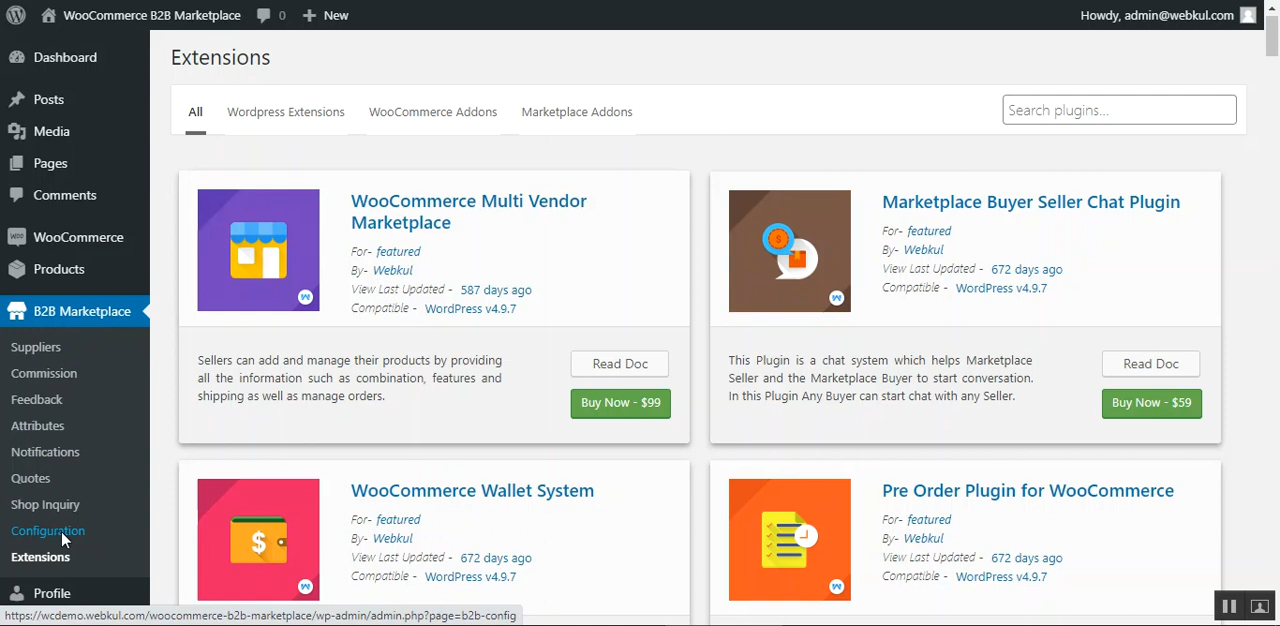 WooCommerce B2B Marketplace 0 New Howdy, admin@webkul.com
Dashboard
Posts
Media
Pages
Comments
WooCommerce
Products
B2B Marketplace
Suppliers
Commission
Feedback
Attributes
Notifications
Quotes
Shop Inquiry
Configuration
Extensions
Profile
Extensions
All Wordpress Extensions WooCommerce Addons Marketplace Addons Search plugins...
WooCommerce Multi Vendor
Marketplace
For- featured
By- Webkul
View Last Updated - 587 days ago
Compatible - WordPress v4.9.7
Sellers can add and manage their products by providing
all the information such as combination, features and
shipping as well as manage orders.
Read Doc
Buy Now - $99
Marketplace Buyer Seller Chat Plugin
For- featured
By- Webkul
View Last Updated - 672 days ago
Compatible - WordPress v4.9.7
This Plugin is a chat system which helps Marketplace
Seller and the Marketplace Buyer to start conversation.
In this Plugin Any Buyer can start chat with any Seller.
Read Doc
Buy Now - $59
WooCommerce Wallet System
For- featured
By- Webkul
View Last Updated - 672 days ago
Compatible - WordPress v4.9.7
Pre Order Plugin for WooCommerce
For- featured
By- Webkul
View Last Updated - 672 days ago
Compatible - WordPress v4.9.7
https://wcdemo.webkul.com/woocommerce-b2b-marketplace/wp-admin/admin.php?page=b2b-config